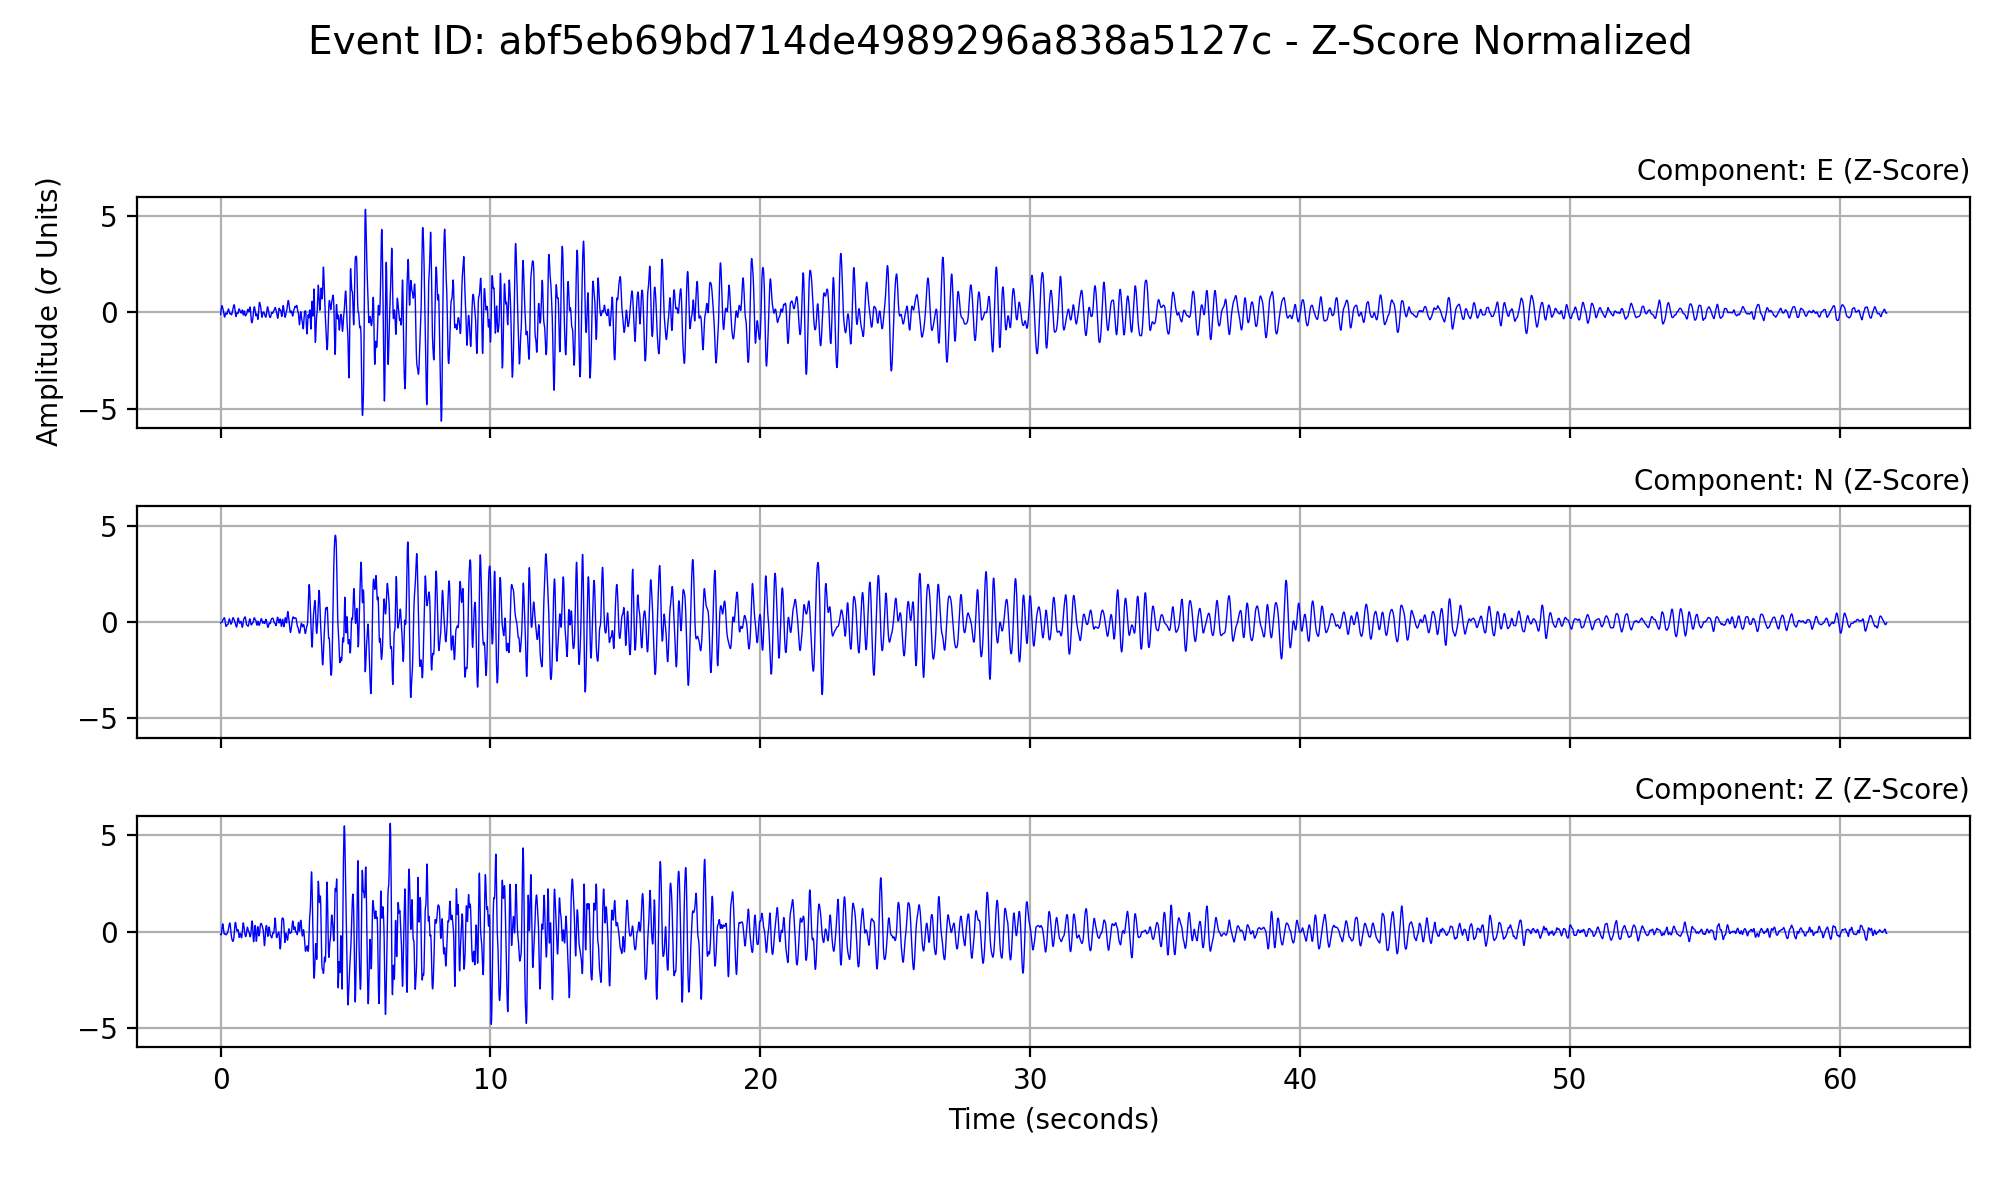 Event ID: abf5eb69bd714de4989296a838a5127c - Z-Score Normalized
Component: E (Z-Score)
Amplitude (σ Units)
5
0
−5
Component: N (Z-Score)
5
0
−5
Component: Z (Z-Score)
5
0
−5
0 10 20 30 40 50 60
Time (seconds)